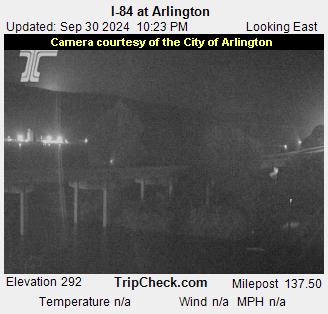 I-84 at Arlington
Updated: Sep 30 2024 10:23 PM Looking East
Camera courtesy of the City of Arlington
Elevation 292 TripCheck.com Milepost 137.50
Temperature n/a Wind n/a MPH n/a